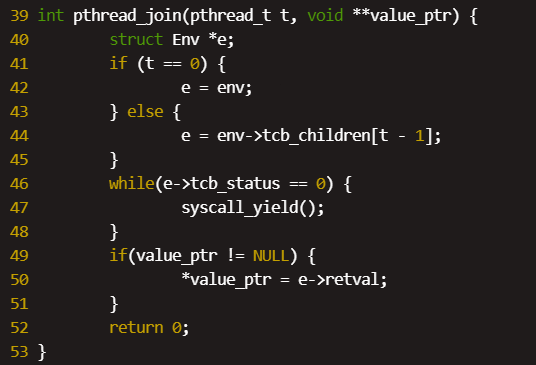 39 int pthread_join(pthread_t t, void **value_ptr) {
40         struct Env *e;
41         if (t == 0) {
42                 e = env;
43         } else {
44                 e = env->tcb_children[t - 1];
45         }
46         while(e->tcb_status == 0) {
47                 syscall_yield();
48         }
49         if(value_ptr != NULL) {
50                 *value_ptr = e->retval;
51         }
52         return 0;
53 }